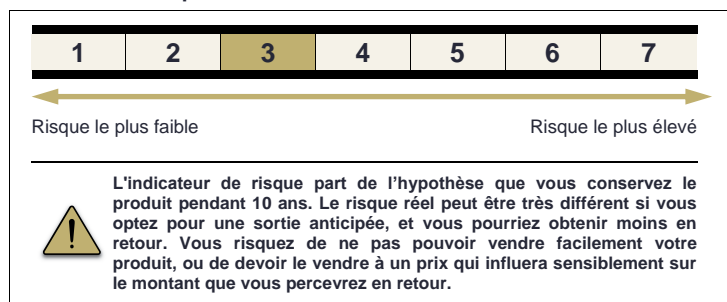 1 2 3 4 5 6 7
Risque le plus faible Risque le plus élevé
L'indicateur de risque part de l’hypothèse que vous conservez le
produit pendant 10 ans. Le risque réel peut être très différent si vous
optez pour une sortie anticipée, et vous pourriez obtenir moins en
retour. Vous risquez de ne pas pouvoir vendre facilement votre
produit, ou de devoir le vendre à un prix qui influera sensiblement sur
le montant que vous percevrez en retour.